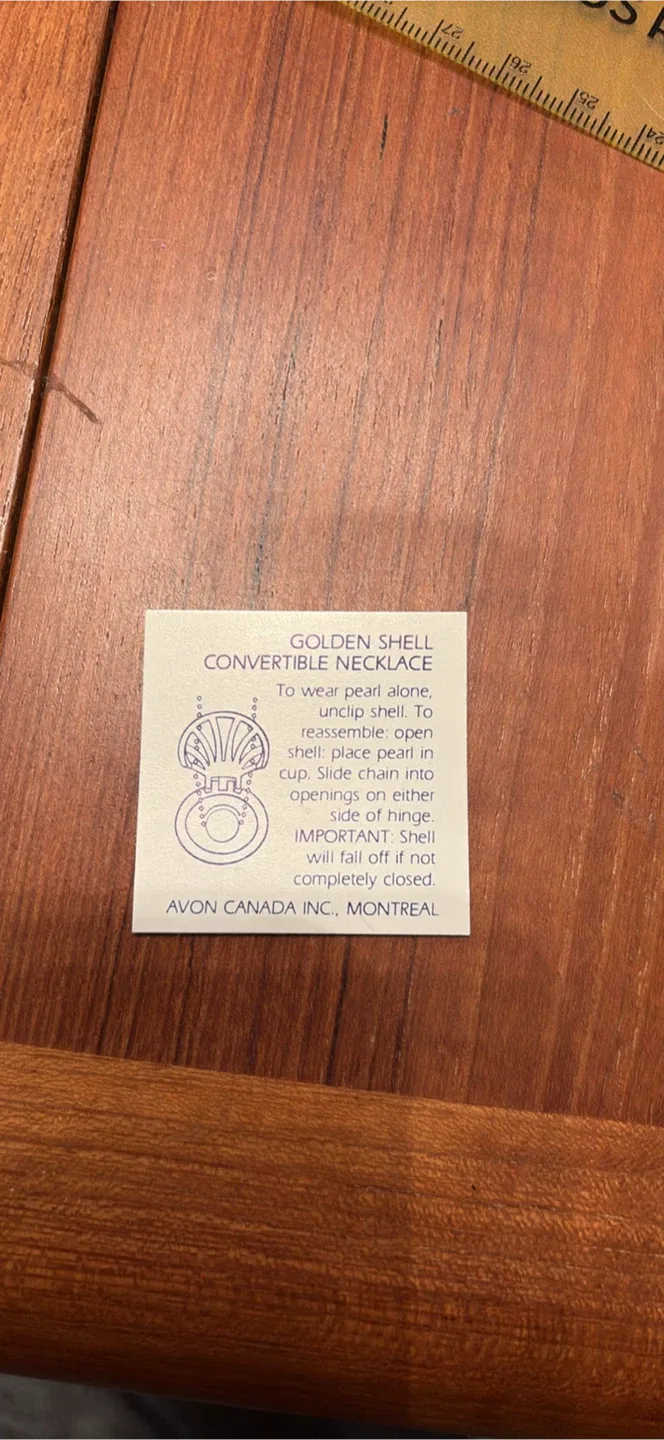 27
26
25
24
GOLDEN SHELL
CONVERTIBLE NECKLACE
To wear pearl alone,
unclip shell. To
reassemble: open
shell: place pearl in
cup. Slide chain into
openings on either
side of hinge.
IMPORTANT: Shell
will fall off if not
completely closed.
AVON CANADA INC., MONTREAL